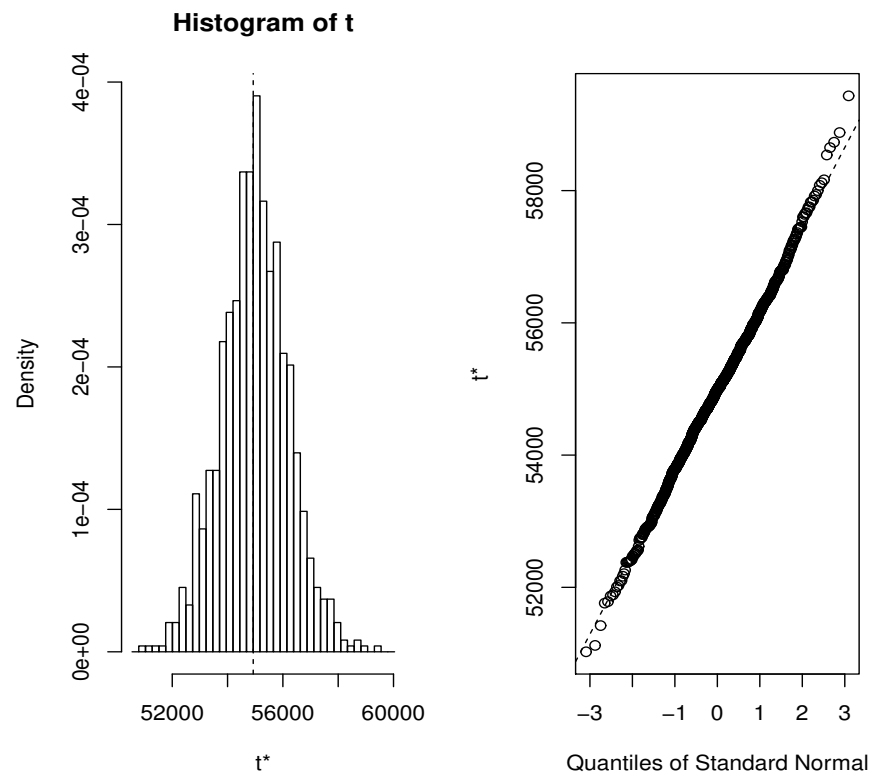 Histogram of t
Density
0e+00
1e−04
2e−04
3e−04
4e−04
52000
56000
60000
t*
t*
52000
54000
56000
58000
−3
−1
0
1
2
3
Quantiles of Standard Normal